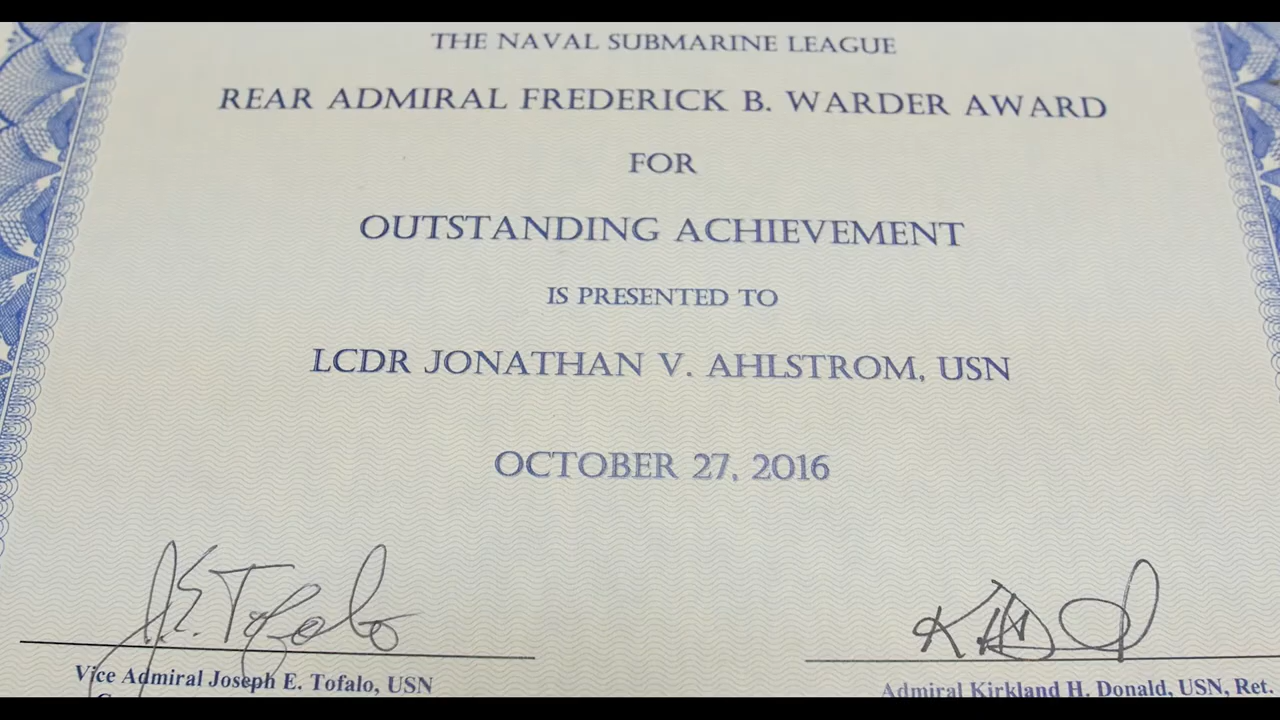 THE NAVAL SUBMARINE LEAGUE
REAR ADMIRAL FREDERICK B. WARDER AWARD
FOR
OUTSTANDING ACHIEVEMENT
IS PRESENTED TO
LCDR JONATHAN V. AHLSTROM, USN
OCTOBER 27, 2016
J.E. Tofalo
Vice Admiral Joseph E. Tofalo, USN
Admiral Kirkland H. Donald, USN, Ret.